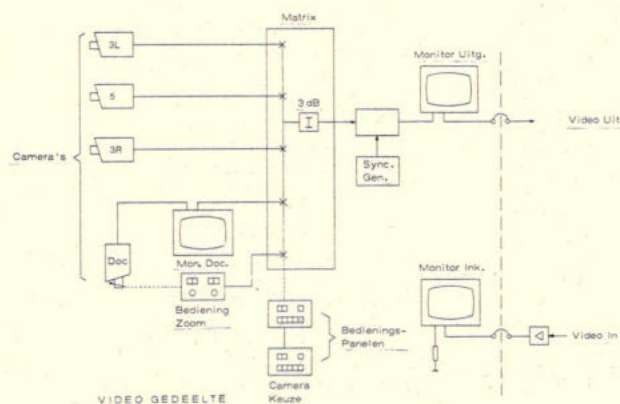 Matrix
3L
Monitor Uitg.
5
3 dB
Video Uit
3R
Camera's
Sync.
Gen.
Doc
Mon. Doc.
Monitor Ink.
Bediening
Zoom
Bedienings-
Panelen
Video In
Camera
Keuze
VIDEO GEDEELTE